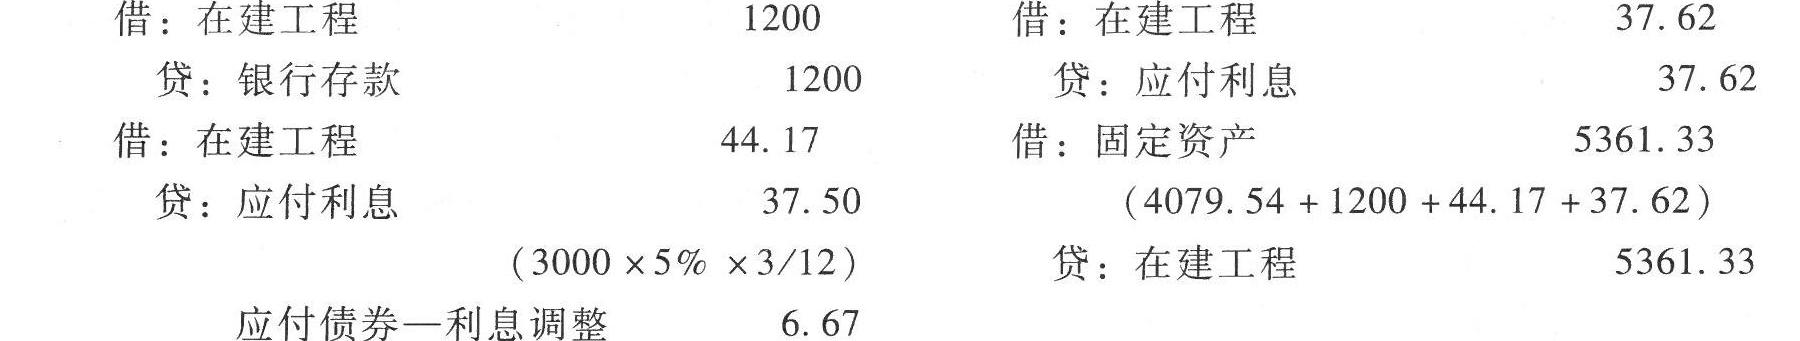 借：在建工程 1200
贷：银行存款 1200
借：在建工程 44.17
贷：应付利息 37.50
（3000×5%×3/12）
应付债券—利息调整 6.67
借：在建工程 37.62
贷：应付利息 37.62
借：固定资产 5361.33
（4079.54+1200+44.17+37.62）
贷：在建工程 5361.33